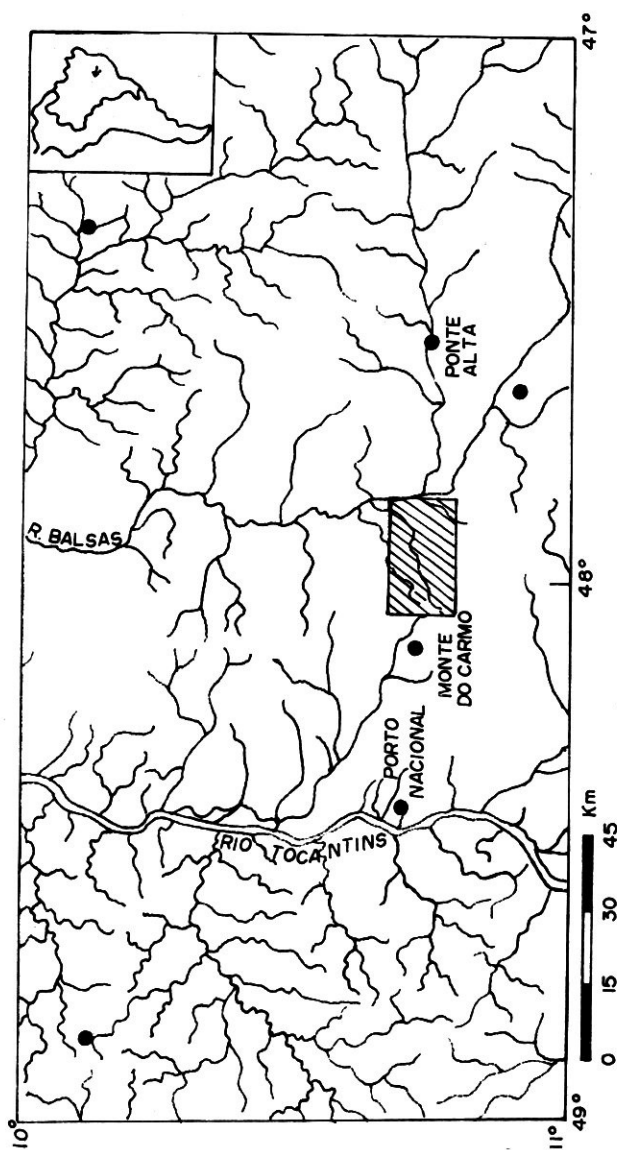 10°
R. BALSAS
RIO TOCANTINS
PORTO
NACIONAL
MONTE
DO CARMO
PONTE
ALTA
11°
49°
48°
47°
0
15
30
45
Km